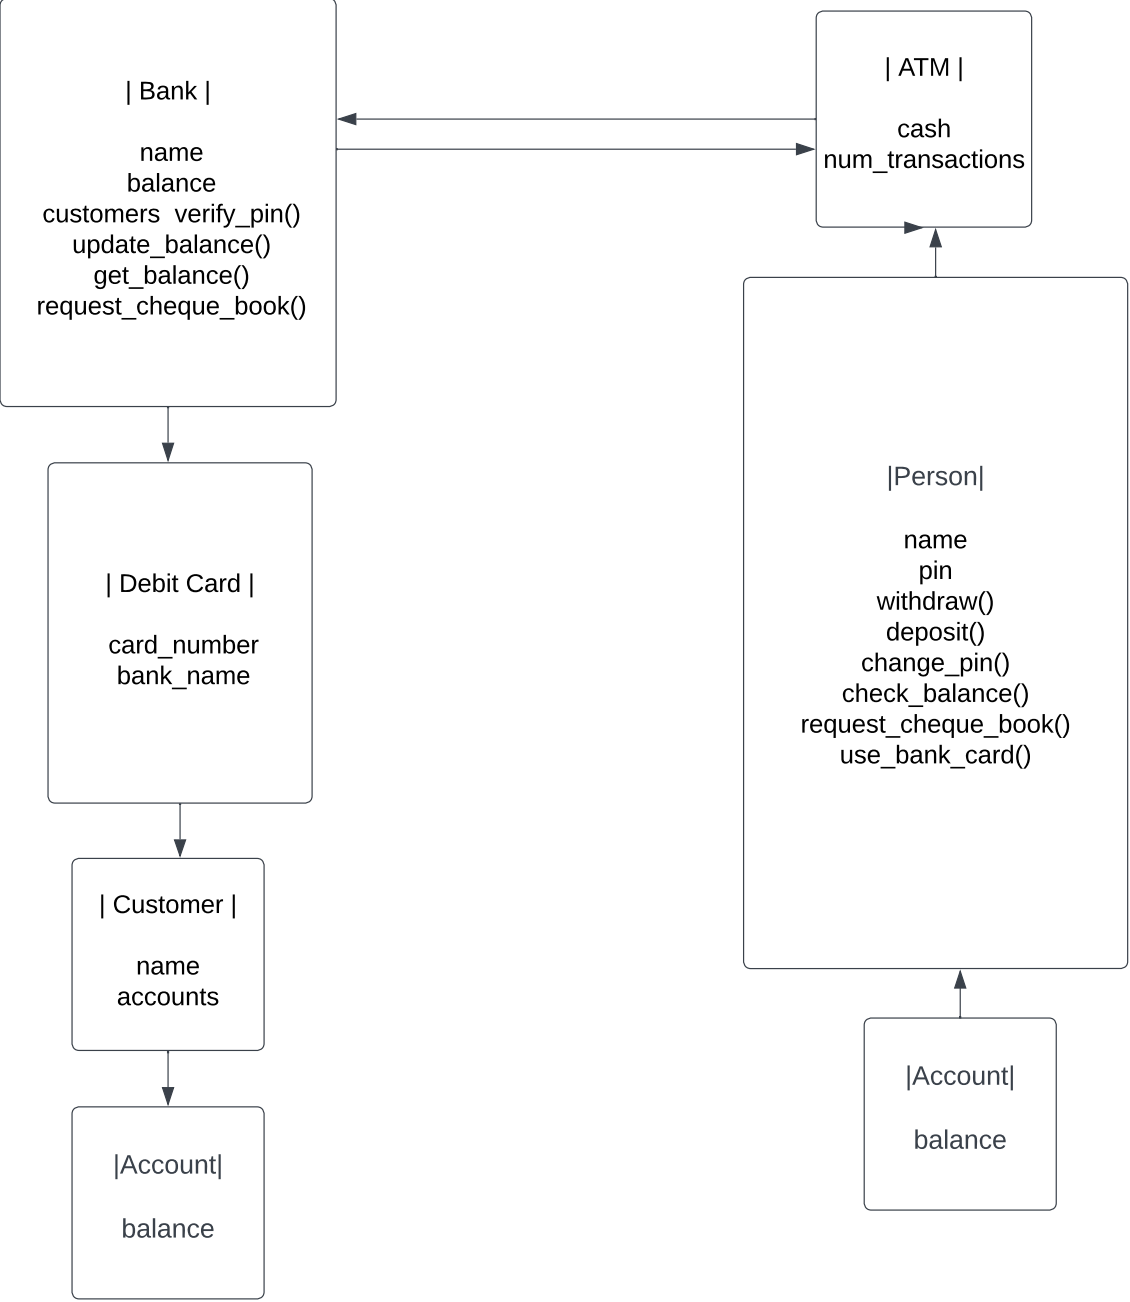 | Bank |
name
balance
customers  verify_pin()
update_balance()
get_balance()
request_cheque_book()
| ATM |
cash
num_transactions
| Debit Card |
card_number
bank_name
|Person|
name
pin
withdraw()
deposit()
change_pin()
check_balance()
request_cheque_book()
use_bank_card()
| Customer |
name
accounts
|Account|
balance
|Account|
balance